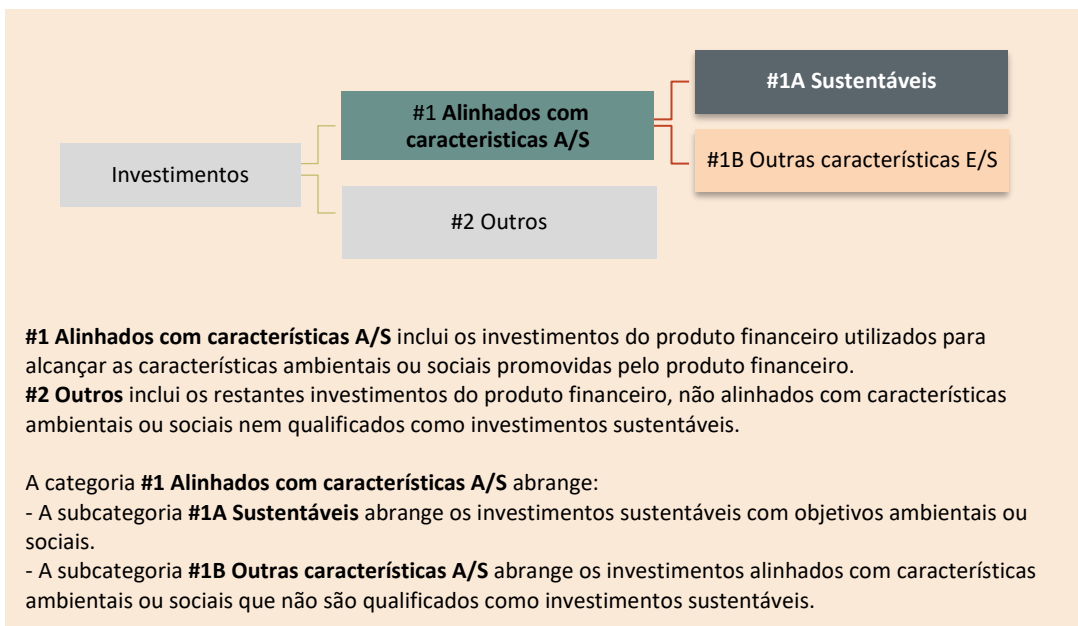 #1A Sustentáveis
#1 Alinhados com
caracteristicas A/S
#1B Outras características E/S
Investimentos
#2 Outros
#1 Alinhados com características A/S inclui os investimentos do produto financeiro utilizados para
alcançar as características ambientais ou sociais promovidas pelo produto financeiro.
#2 Outros inclui os restantes investimentos do produto financeiro, não alinhados com características
ambientais ou sociais nem qualificados como investimentos sustentáveis.
A categoria #1 Alinhados com características A/S abrange:
- A subcategoria #1A Sustentáveis abrange os investimentos sustentáveis com objetivos ambientais ou
sociais.
- A subcategoria #1B Outras características A/S abrange os investimentos alinhados com características
ambientais ou sociais que não são qualificados como investimentos sustentáveis.